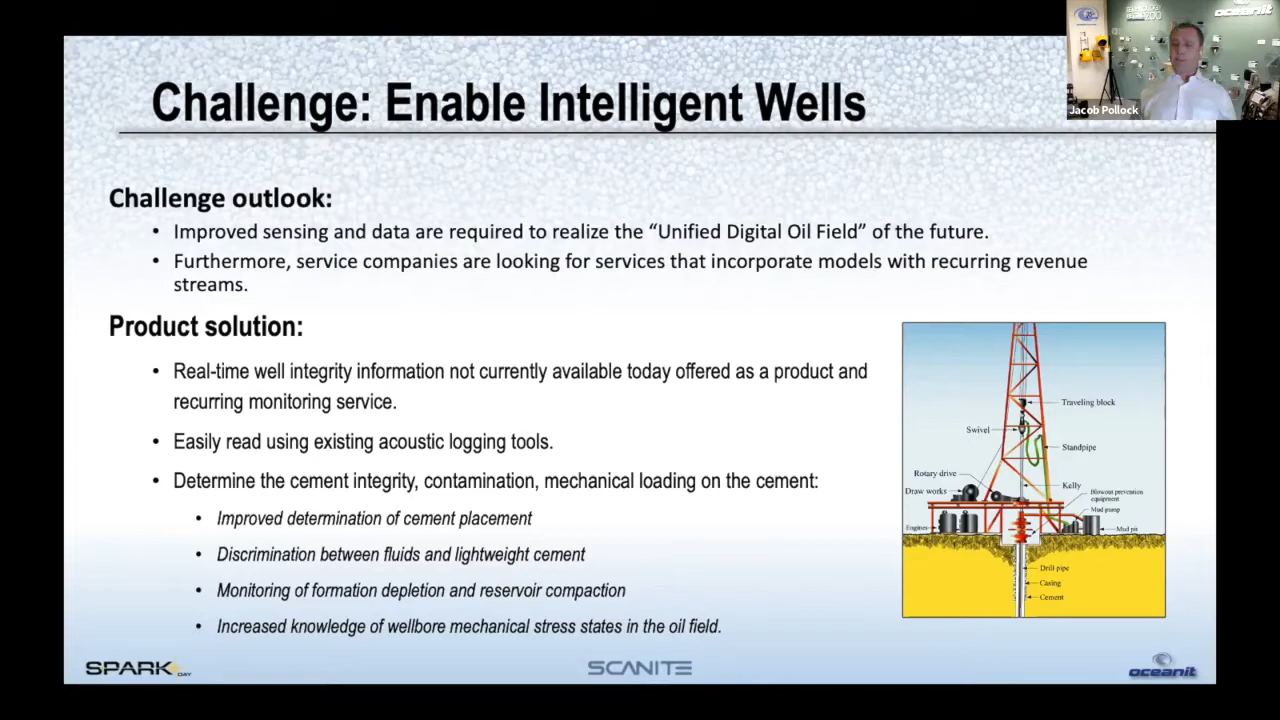 Challenge: Enable Intelligent Wells
oceanit
Jacob Pollock
Challenge outlook:
• Improved sensing and data are required to realize the “Unified Digital Oil Field” of the future.
• Furthermore, service companies are looking for services that incorporate models with recurring revenue
streams.
Product solution:
• Real-time well integrity information not currently available today offered as a product and
recurring monitoring service.
• Easily read using existing acoustic logging tools.
• Determine the cement integrity, contamination, mechanical loading on the cement:
• Improved determination of cement placement
• Discrimination between fluids and lightweight cement
• Monitoring of formation depletion and reservoir compaction
• Increased knowledge of wellbore mechanical stress states in the oil field.
Traveling block
Swivel
Standpipe
Rotary drive
Kelly
Draw works
Blowout prevention
equipment
Mud pump
Engines
Mud pit
Drill pipe
Casing
Cement
SPARK DAY
SCANITE
oceanit